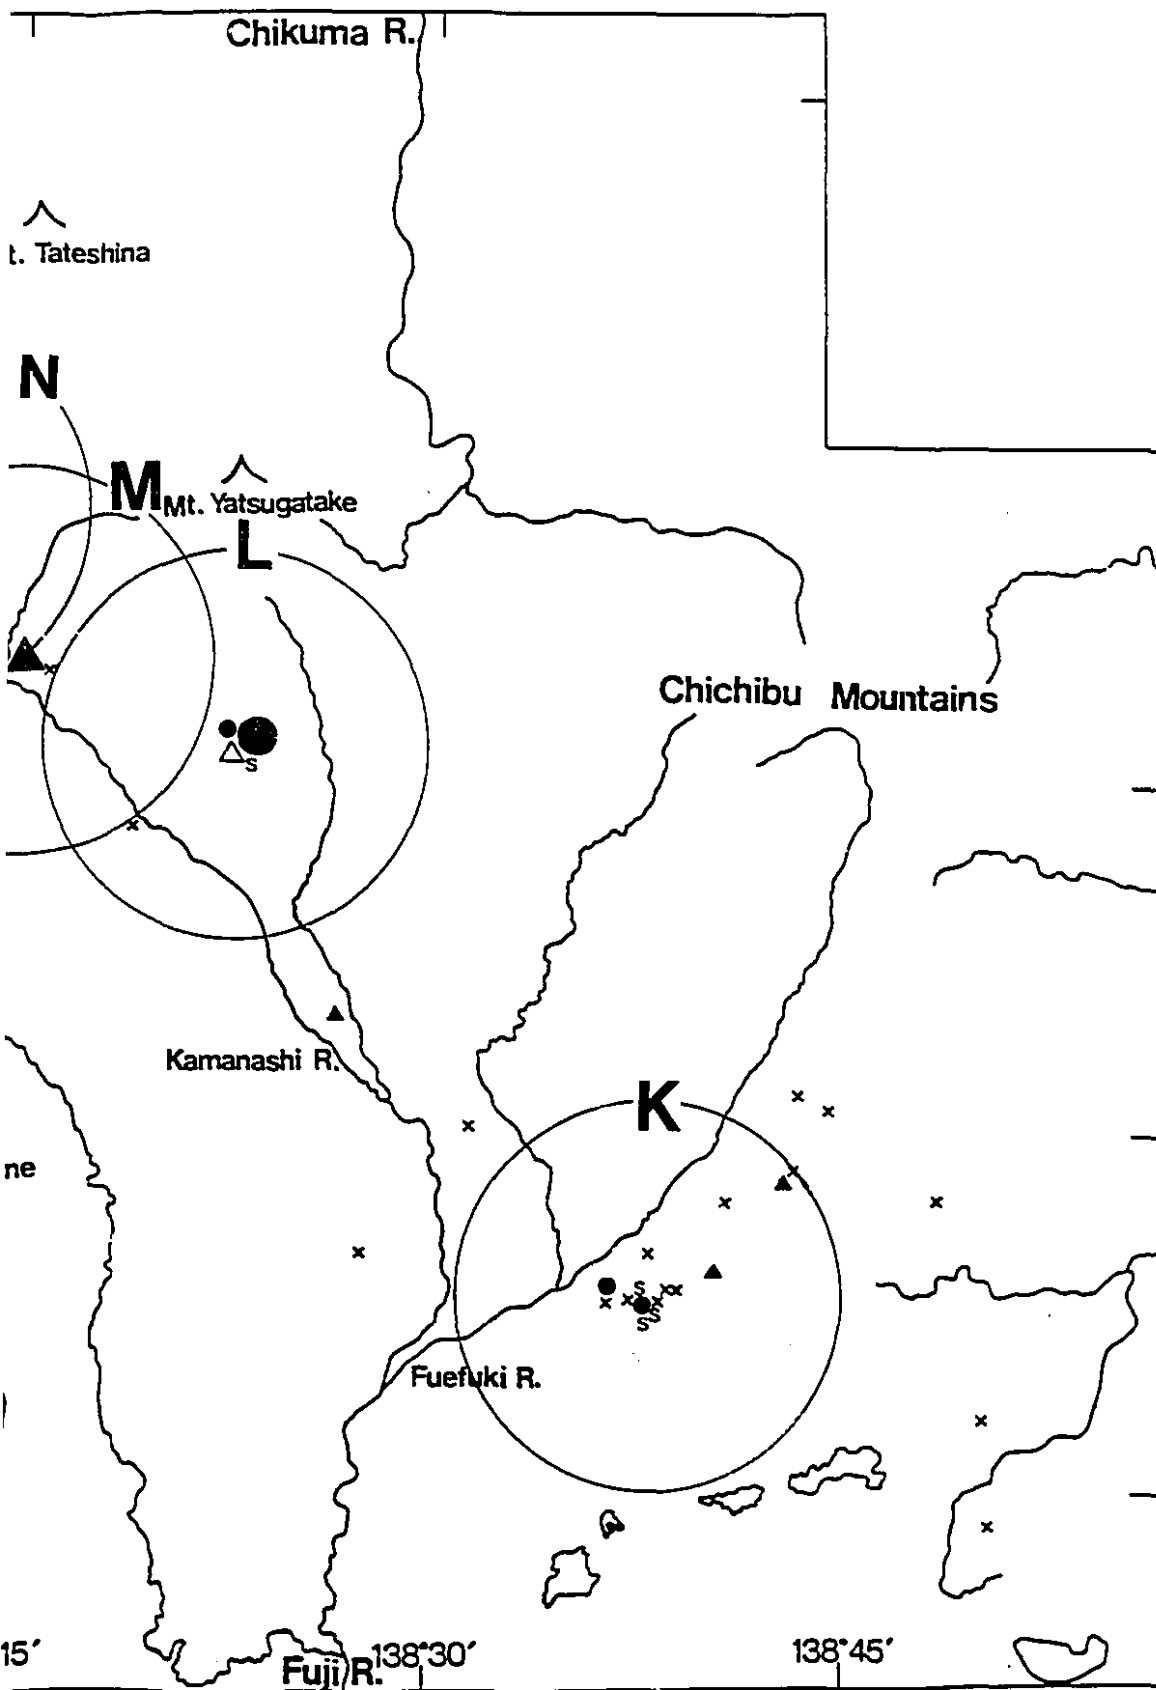 Chikuma R.
t. Tateshina
N
M
Mt. Yatsugatake
L
Chichibu Mountains
s
Kamanashi R.
K
ne
s
s
s
Fuefuki R.
15′
138°30′
138°45′
Fuji R.